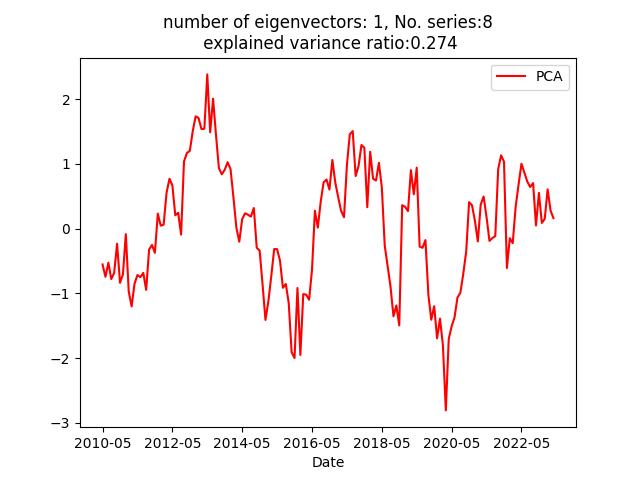 number of eigenvectors: 1, No. series:8
explained variance ratio:0.274
PCA
2
1
0
−1
−2
−3
2010-05 2012-05 2014-05 2016-05 2018-05 2020-05 2022-05
Date